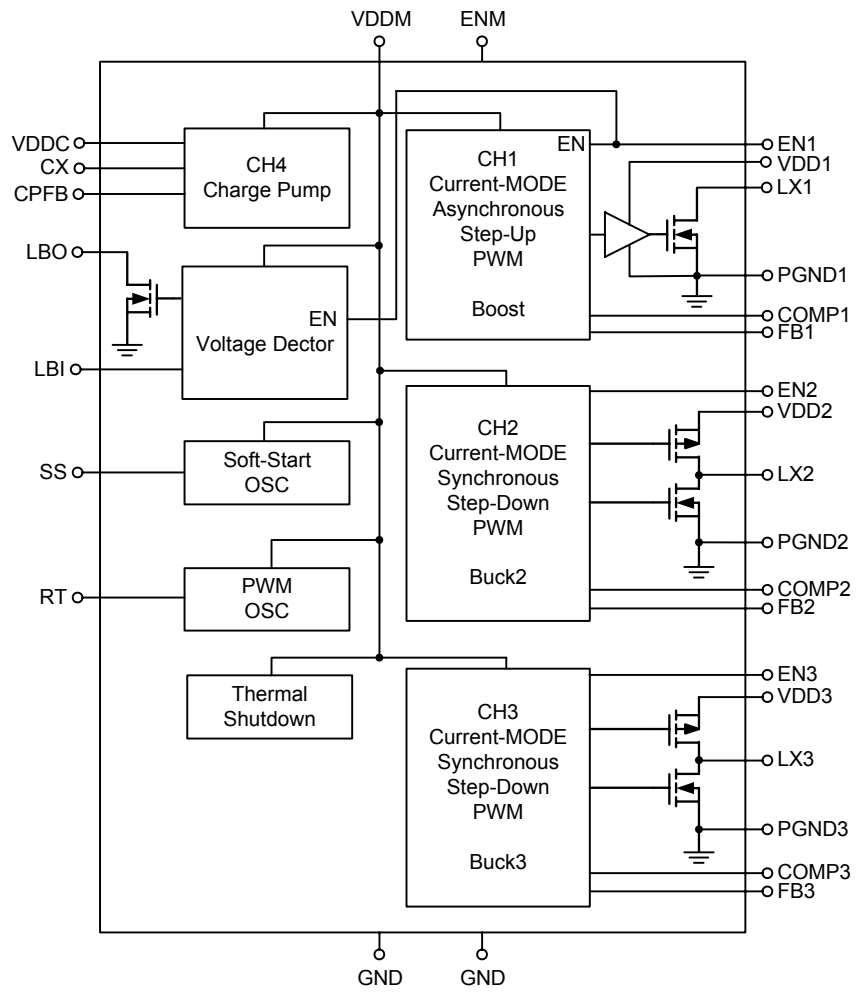 VDDM
ENM
VDDC
CX
CPFB
CH4
Charge Pump
LBO
LBI
EN
Voltage Dector
SS
Soft-Start
OSC
RT
PWM
OSC
Thermal
Shutdown
EN
CH1
Current-MODE
Asynchronous
Step-Up
PWM
Boost
EN1
VDD1
LX1
PGND1
COMP1
FB1
CH2
Current-MODE
Synchronous
Step-Down
PWM
Buck2
EN2
VDD2
LX2
PGND2
COMP2
FB2
CH3
Current-MODE
Synchronous
Step-Down
PWM
Buck3
EN3
VDD3
LX3
PGND3
COMP3
FB3
GND
GND